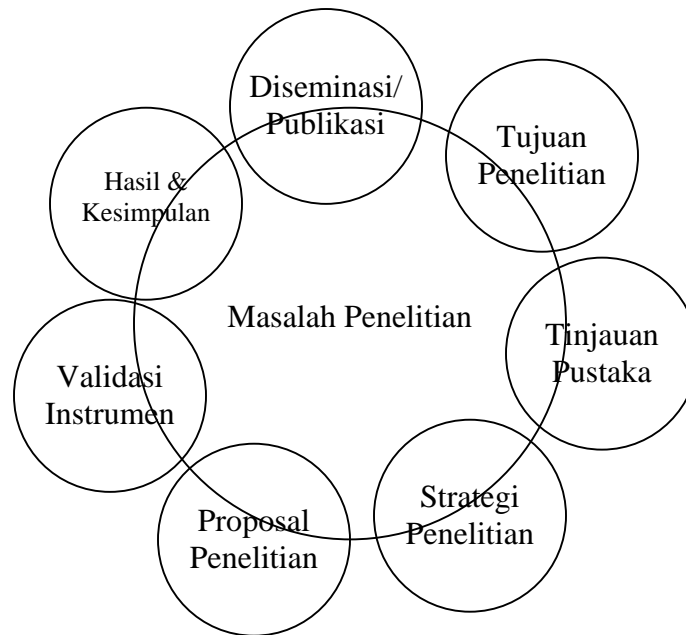 Diseminasi/
Publikasi
Tujuan
Penelitian
Hasil &
Kesimpulan
Masalah Penelitian
Tinjauan
Pustaka
Validasi
Instrumen
Strategi
Penelitian
Proposal
Penelitian